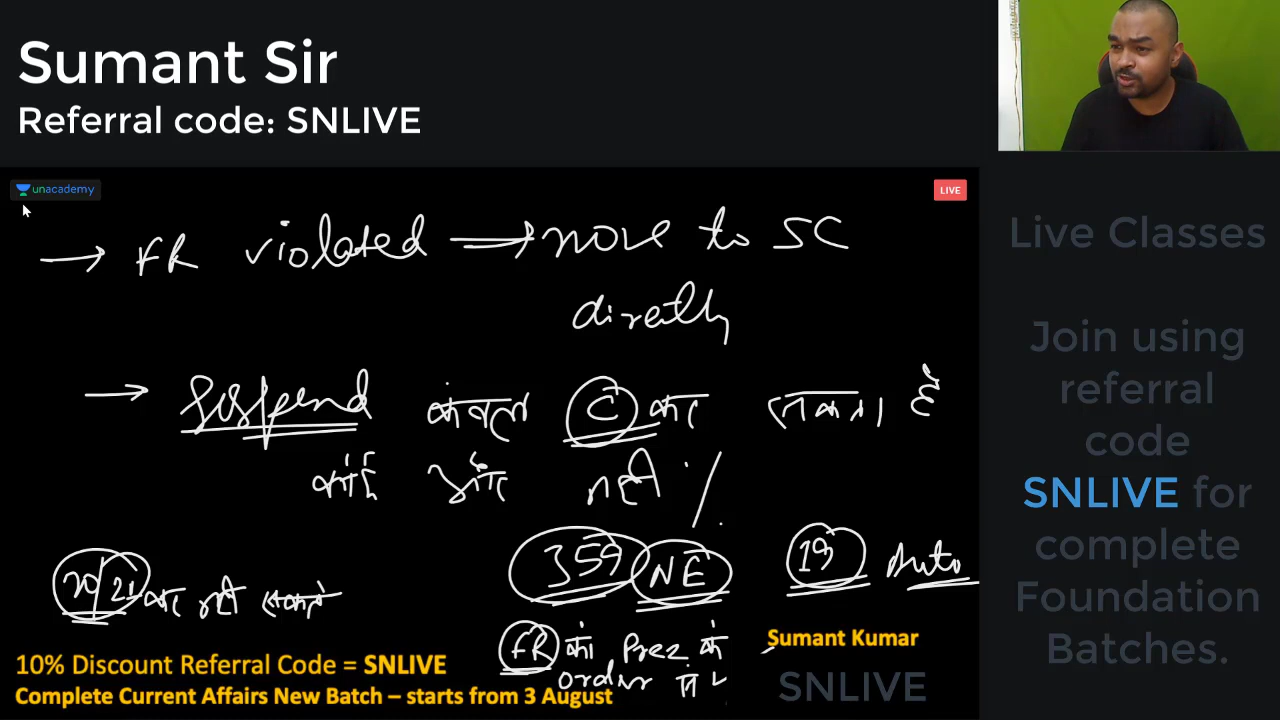 Sumant Sir
Referral code: SNLIVE
unacademy
LIVE
→ FR violated → move to SC
directly
→ Suspend केवल C कर सकता है
कोई और नहीं
359 NE 19 Auto
20/21 का नहीं सकते
FR को Prez के
order से
10% Discount Referral Code = SNLIVE
Complete Current Affairs New Batch – starts from 3 August
Sumant Kumar
SNLIVE
Live Classes
Join using
referral
code
SNLIVE for
complete
Foundation
Batches.